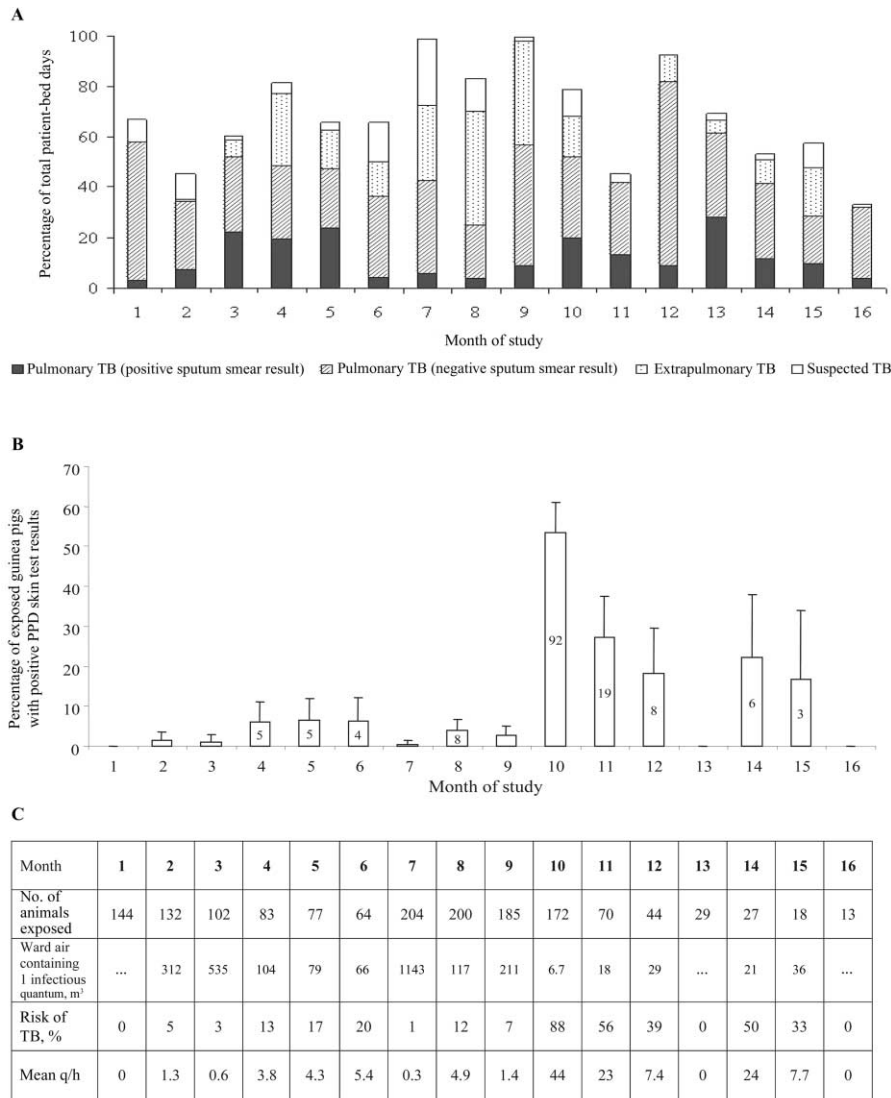 A
Percentage of total patient-bed days
100
80
60
40
20
0
1 2 3 4 5 6 7 8 9 10 11 12 13 14 15 16
Month of study
Pulmonary TB (positive sputum smear result) Pulmonary TB (negative sputum smear result) Extrapulmonary TB Suspected TB
B
Percentage of exposed guinea pigs
with positive PPD skin test results
70
60
50
40
30
20
10
0
5 5 4 8 92 19 8 6 3
1 2 3 4 5 6 7 8 9 10 11 12 13 14 15 16
Month of study
C
Month 1 2 3 4 5 6 7 8 9 10 11 12 13 14 15 16
No. of
animals
exposed
144 132 102 83 77 64 204 200 185 172 70 44 29 27 18 13
Ward air
containing
1 infectious
quantum, m³
... 312 535 104 79 66 1143 117 211 6.7 18 29 ... 21 36 ...
Risk of
TB, %
0 5 3 13 17 20 1 12 7 88 56 39 0 50 33 0
Mean q/h 0 1.3 0.6 3.8 4.3 5.4 0.3 4.9 1.4 44 23 7.4 0 24 7.7 0